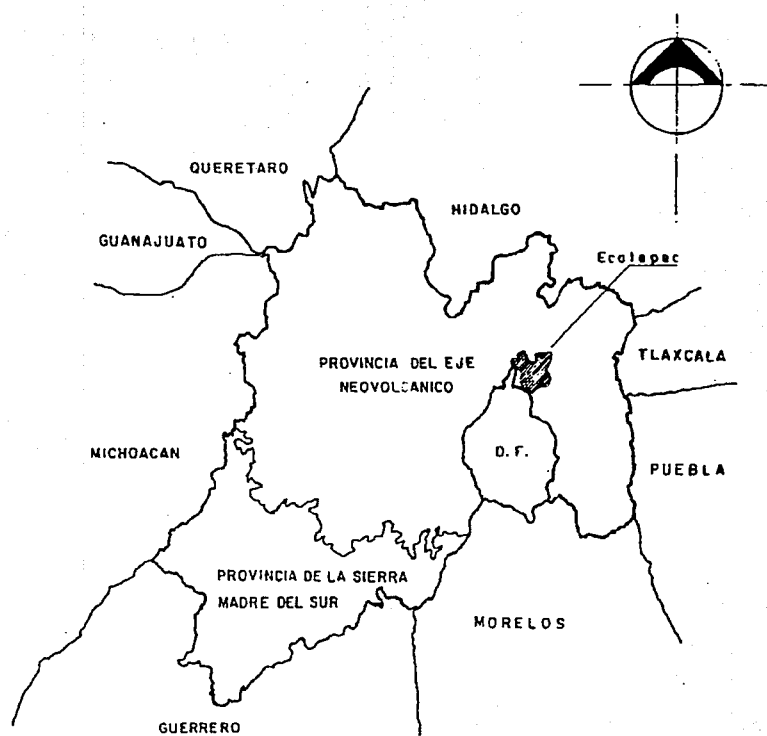 QUERETARO
HIDALGO
GUANAJUATO
Ecatepec
PROVINCIA DEL EJE
NEOVOLCANICO
TLAXCALA
D. F.
MICHOACAN
PUEBLA
PROVINCIA DE LA SIERRA
MADRE DEL SUR
MORELOS
GUERRERO